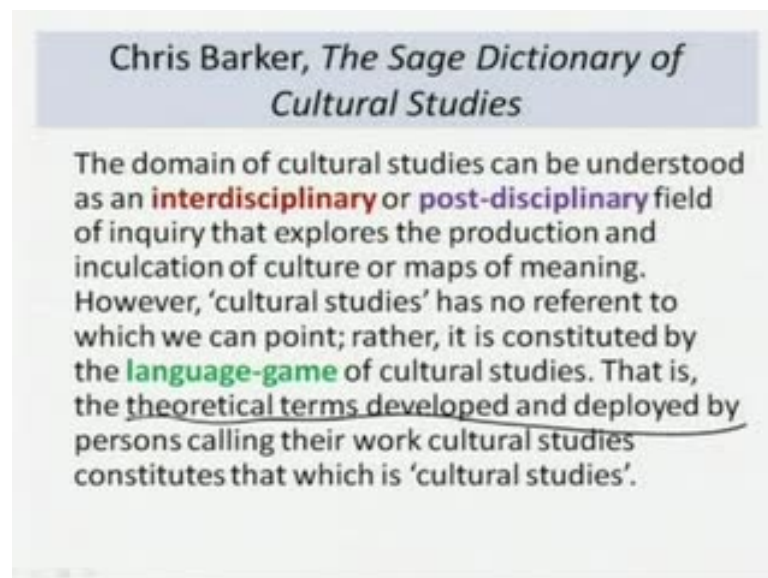 Chris Barker, The Sage Dictionary of
Cultural Studies
The domain of cultural studies can be understood
as an interdisciplinary or post-disciplinary field
of inquiry that explores the production and
inculcation of culture or maps of meaning.
However, ‘cultural studies’ has no referent to
which we can point; rather, it is constituted by
the language-game of cultural studies. That is,
the theoretical terms developed and deployed by
persons calling their work cultural studies
constitutes that which is ‘cultural studies’.